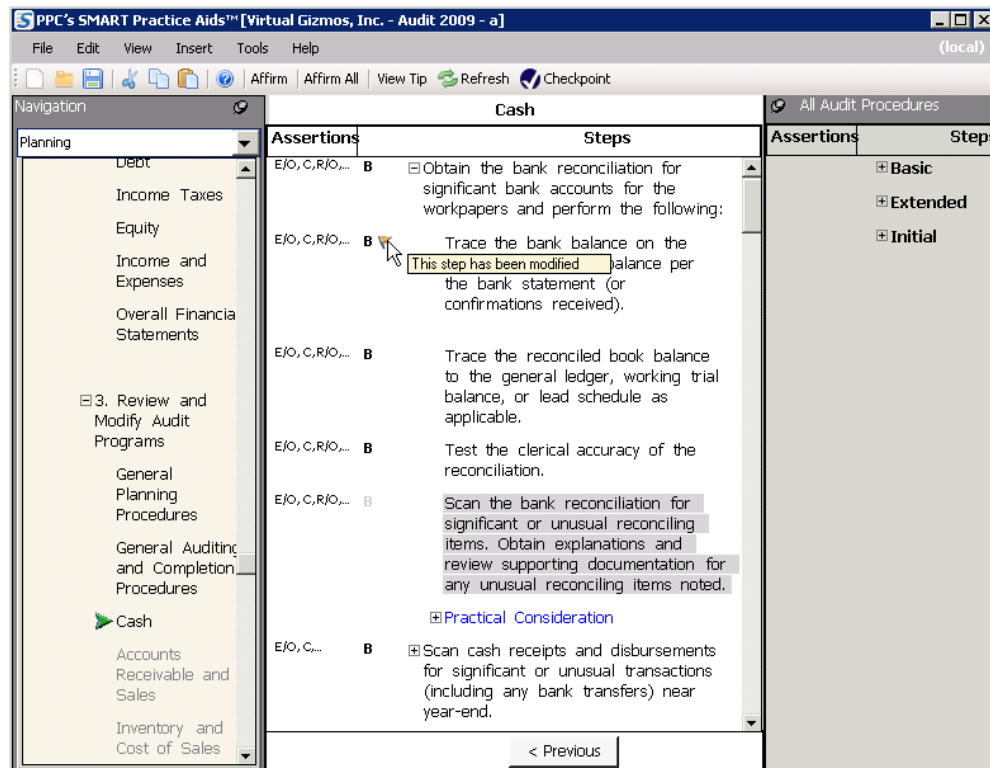 PPC's SMART Practice Aids™ [Virtual Gizmos, Inc. - Audit 2009 - a]
File Edit View Insert Tools Help (local)
Affirm Affirm All View Tip Refresh Checkpoint
Navigation
Planning
Debt
Income Taxes
Equity
Income and
Expenses
Overall Financia
Statements
3. Review and
Modify Audit
Programs
General
Planning
Procedures
General Auditing
and Completion
Procedures
Cash
Accounts
Receivable and
Sales
Inventory and
Cost of Sales
Cash
Assertions Steps
E/O, C,R/O,... B Obtain the bank reconciliation for
significant bank accounts for the
workpapers and perform the following:
E/O, C,R/O,... B Trace the bank balance on the
This step has been modified balance per
the bank statement (or
confirmations received).
E/O, C,R/O,... B Trace the reconciled book balance
to the general ledger, working trial
balance, or lead schedule as
applicable.
E/O, C,R/O,... B Test the clerical accuracy of the
reconciliation.
E/O, C,R/O,... B Scan the bank reconciliation for
significant or unusual reconciling
items. Obtain explanations and
review supporting documentation for
any unusual reconciling items noted.
Practical Consideration
E/O, C,... B Scan cash receipts and disbursements
for significant or unusual transactions
(including any bank transfers) near
year-end.
< Previous
All Audit Procedures
Assertions Step
Basic
Extended
Initial